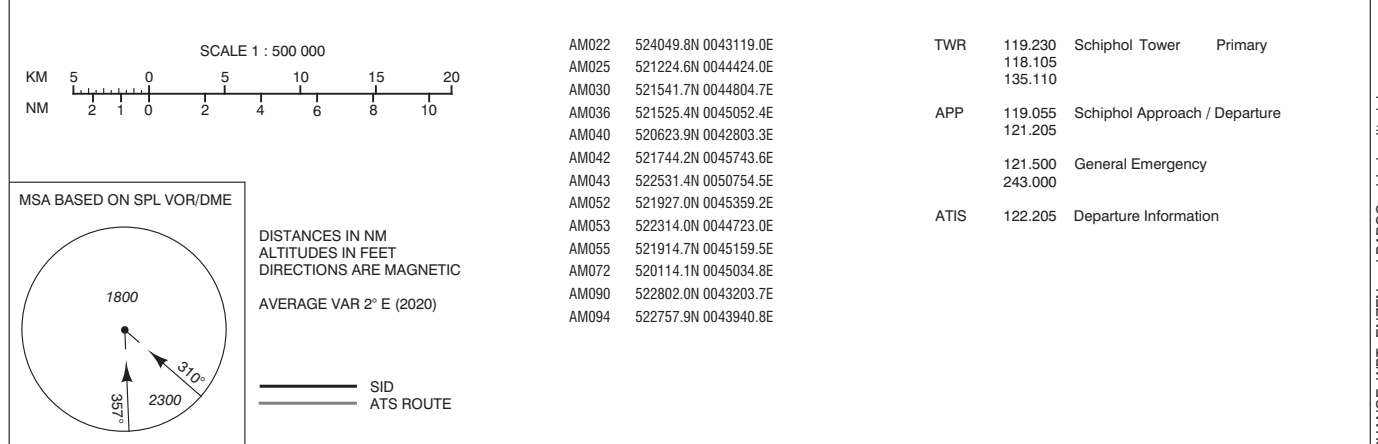 SCALE 1 : 500 000
KM 5 0 5 10 15 20
NM 2 1 0 2 4 6 8 10
MSA BASED ON SPL VOR/DME
1800
310°
357°
2300
DISTANCES IN NM
ALTITUDES IN FEET
DIRECTIONS ARE MAGNETIC
AVERAGE VAR 2° E (2020)
SID
ATS ROUTE
AM022 524049.8N 0043119.0E
AM025 521224.6N 0044424.0E
AM030 521541.7N 0044804.7E
AM036 521525.4N 0045052.4E
AM040 520623.9N 0042803.3E
AM042 521744.2N 0045743.6E
AM043 522531.4N 0050754.5E
AM052 521927.0N 0045359.2E
AM053 522314.0N 0044723.0E
AM055 521914.7N 0045159.5E
AM072 520114.1N 0045034.8E
AM090 522802.0N 0043203.7E
AM094 522757.9N 0043940.8E
TWR 119.230 Schiphol Tower Primary
118.105
135.110
APP 119.055 Schiphol Approach / Departure
121.205
121.500 General Emergency
243.000
ATIS 122.205 Departure Information